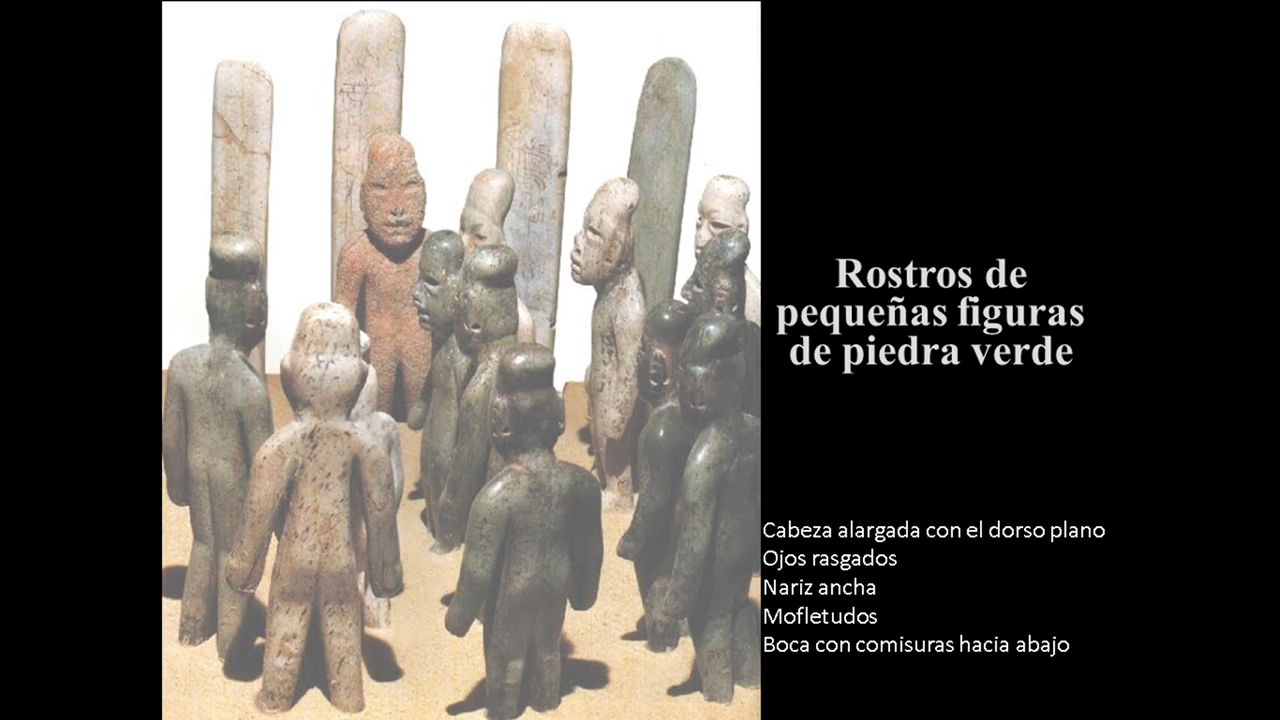 Rostros de
pequeñas figuras
de piedra verde
Cabeza alargada con el dorso plano
Ojos rasgados
Nariz ancha
Mofletudos
Boca con comisuras hacia abajo